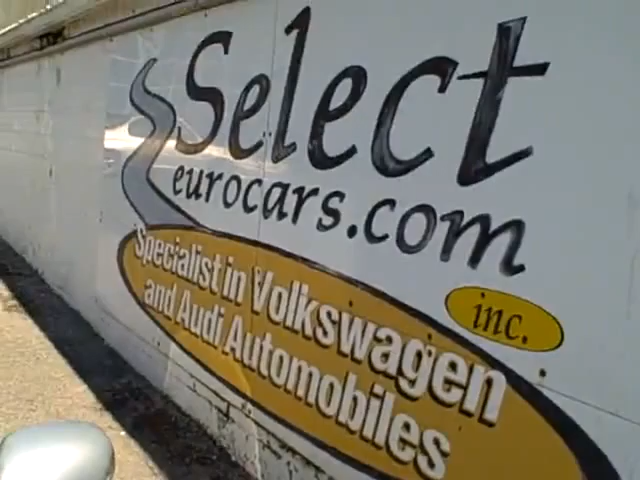 Select
eurocars.com
inc.
Specialist in Volkswagen
and Audi Automobiles